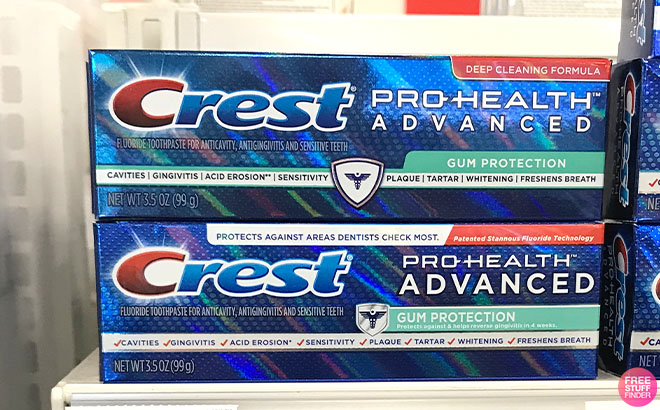 DEEP CLEANING FORMULA
Crest
PRO-HEALTH™
ADVANCED
FLUORIDE TOOTHPASTE FOR ANTICAVITY, ANTIGINGIVITIS AND SENSITIVE TEETH
GUM PROTECTION
CAVITIES | GINGIVITIS | ACID EROSION** | SENSITIVITY
PLAQUE | TARTAR | WHITENING | FRESHENS BREATH
NET WT 3.5 OZ (99 g)
PROTECTS AGAINST AREAS DENTISTS CHECK MOST.
Patented Stannous Fluoride Technology
Crest
PRO-HEALTH™
ADVANCED
FLUORIDE TOOTHPASTE FOR ANTICAVITY, ANTIGINGIVITIS AND SENSITIVE TEETH
GUM PROTECTION
Protects against & helps reverse gingivitis in 4 weeks.
✓CAVITIES ✓GINGIVITIS ✓ACID EROSION* ✓SENSITIVITY ✓PLAQUE ✓TARTAR ✓WHITENING ✓FRESHENS BREATH
NET WT 3.5 OZ (99 g)
PRO-HEALTH
FREE
STUFF
FINDER